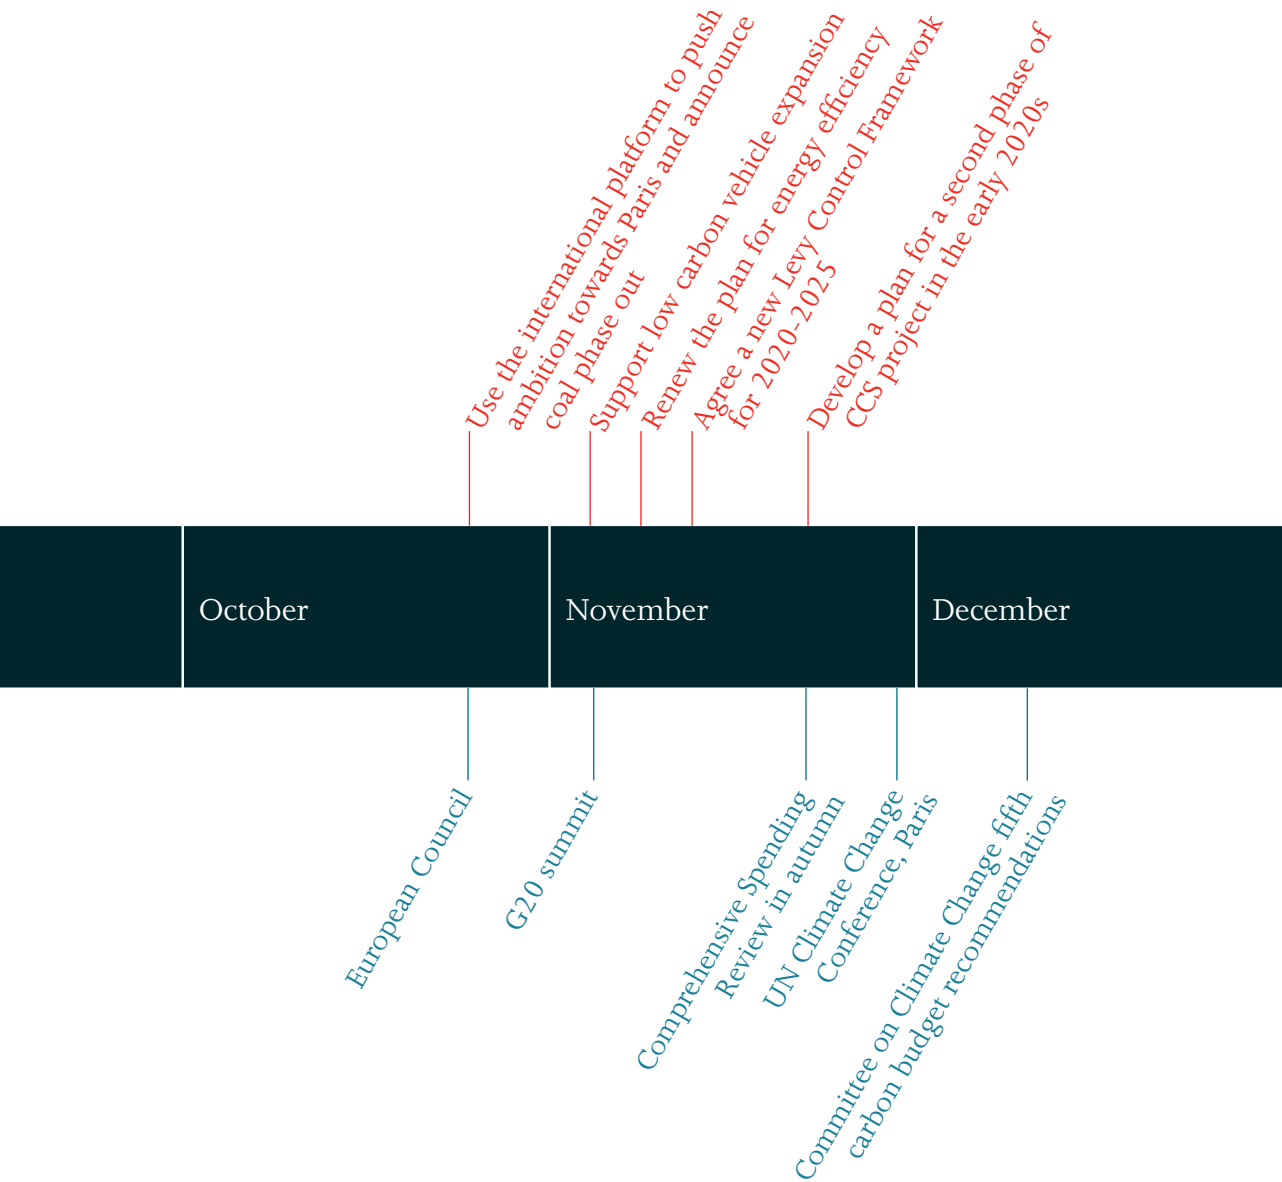 Use the international platform to push
ambition towards Paris and announce
coal phase out
Support low carbon vehicle expansion
Renew the plan for energy efficiency
Agree a new Levy Control Framework
for 2020-2025
Develop a plan for a second phase of
CCS project in the early 2020s
October
November
December
European Council
G20 summit
Comprehensive Spending
Review in autumn
UN Climate Change
Conference, Paris
Committee on Climate Change fifth
carbon budget recommendations